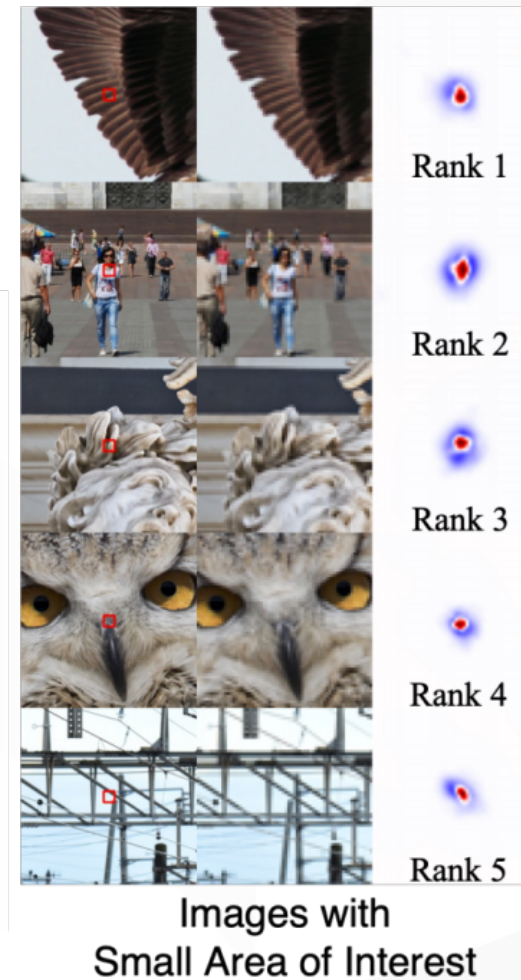 Rank 1
Rank 2
Rank 3
Rank 4
Rank 5
Images with
Small Area of Interest